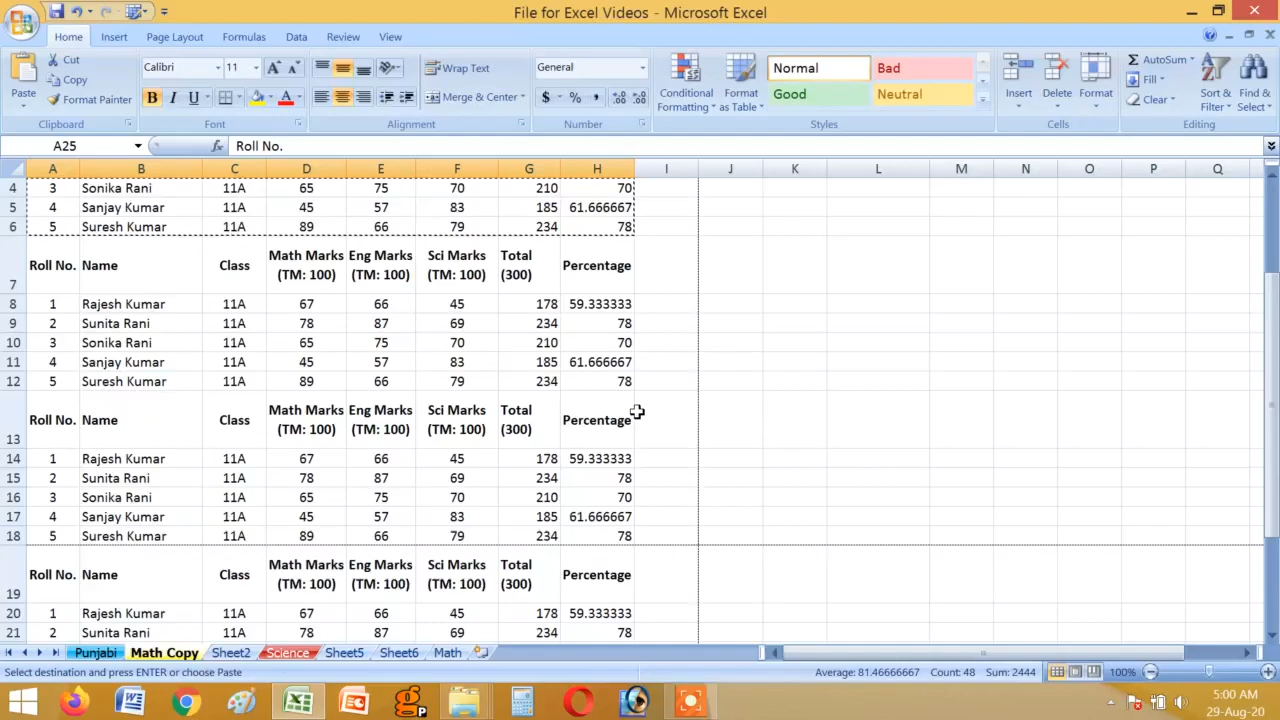 File for Excel Videos - Microsoft Excel
Home Insert Page Layout Formulas Data Review View
Cut
Copy
Format Painter
Paste
Clipboard
Calibri 11
B I U
Font
Wrap Text
Merge & Center
Alignment
General
$ % ,
Number
Conditional Formatting
Format as Table
Normal Bad
Good Neutral
Styles
Insert Delete Format
Cells
Σ AutoSum
Fill
Clear
Sort & Filter
Find & Select
Editing
A25 fx Roll No.
A B C D E F G H I J K L M N O P Q
4 3 Sonika Rani 11A 65 75 70 210 70
5 4 Sanjay Kumar 11A 45 57 83 185 61.666667
6 5 Suresh Kumar 11A 89 66 79 234 78
7 Roll No. Name Class Math Marks (TM: 100) Eng Marks (TM: 100) Sci Marks (TM: 100) Total (300) Percentage
8 1 Rajesh Kumar 11A 67 66 45 178 59.333333
9 2 Sunita Rani 11A 78 87 69 234 78
10 3 Sonika Rani 11A 65 75 70 210 70
11 4 Sanjay Kumar 11A 45 57 83 185 61.666667
12 5 Suresh Kumar 11A 89 66 79 234 78
13 Roll No. Name Class Math Marks (TM: 100) Eng Marks (TM: 100) Sci Marks (TM: 100) Total (300) Percentage
14 1 Rajesh Kumar 11A 67 66 45 178 59.333333
15 2 Sunita Rani 11A 78 87 69 234 78
16 3 Sonika Rani 11A 65 75 70 210 70
17 4 Sanjay Kumar 11A 45 57 83 185 61.666667
18 5 Suresh Kumar 11A 89 66 79 234 78
19 Roll No. Name Class Math Marks (TM: 100) Eng Marks (TM: 100) Sci Marks (TM: 100) Total (300) Percentage
20 1 Rajesh Kumar 11A 67 66 45 178 59.333333
21 2 Sunita Rani 11A 78 87 69 234 78
Punjabi Math Copy Sheet2 Science Sheet5 Sheet6 Math
Select destination and press ENTER or choose Paste Average: 81.46666667 Count: 48 Sum: 2444 100%
5:00 AM
29-Aug-20